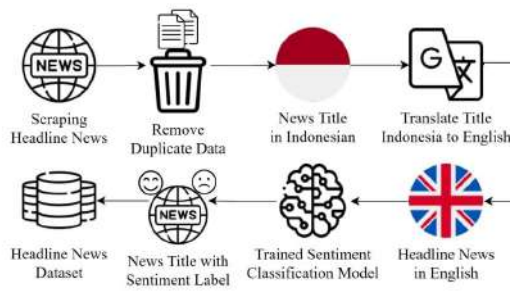 NEWS
Scraping
Headline News
Remove
Duplicate Data
News Title
in Indonesian
G
文
Translate Title
Indonesia to English
Headline News
Dataset
NEWS
News Title with
Sentiment Label
Trained Sentiment
Classification Model
Headline News
in English